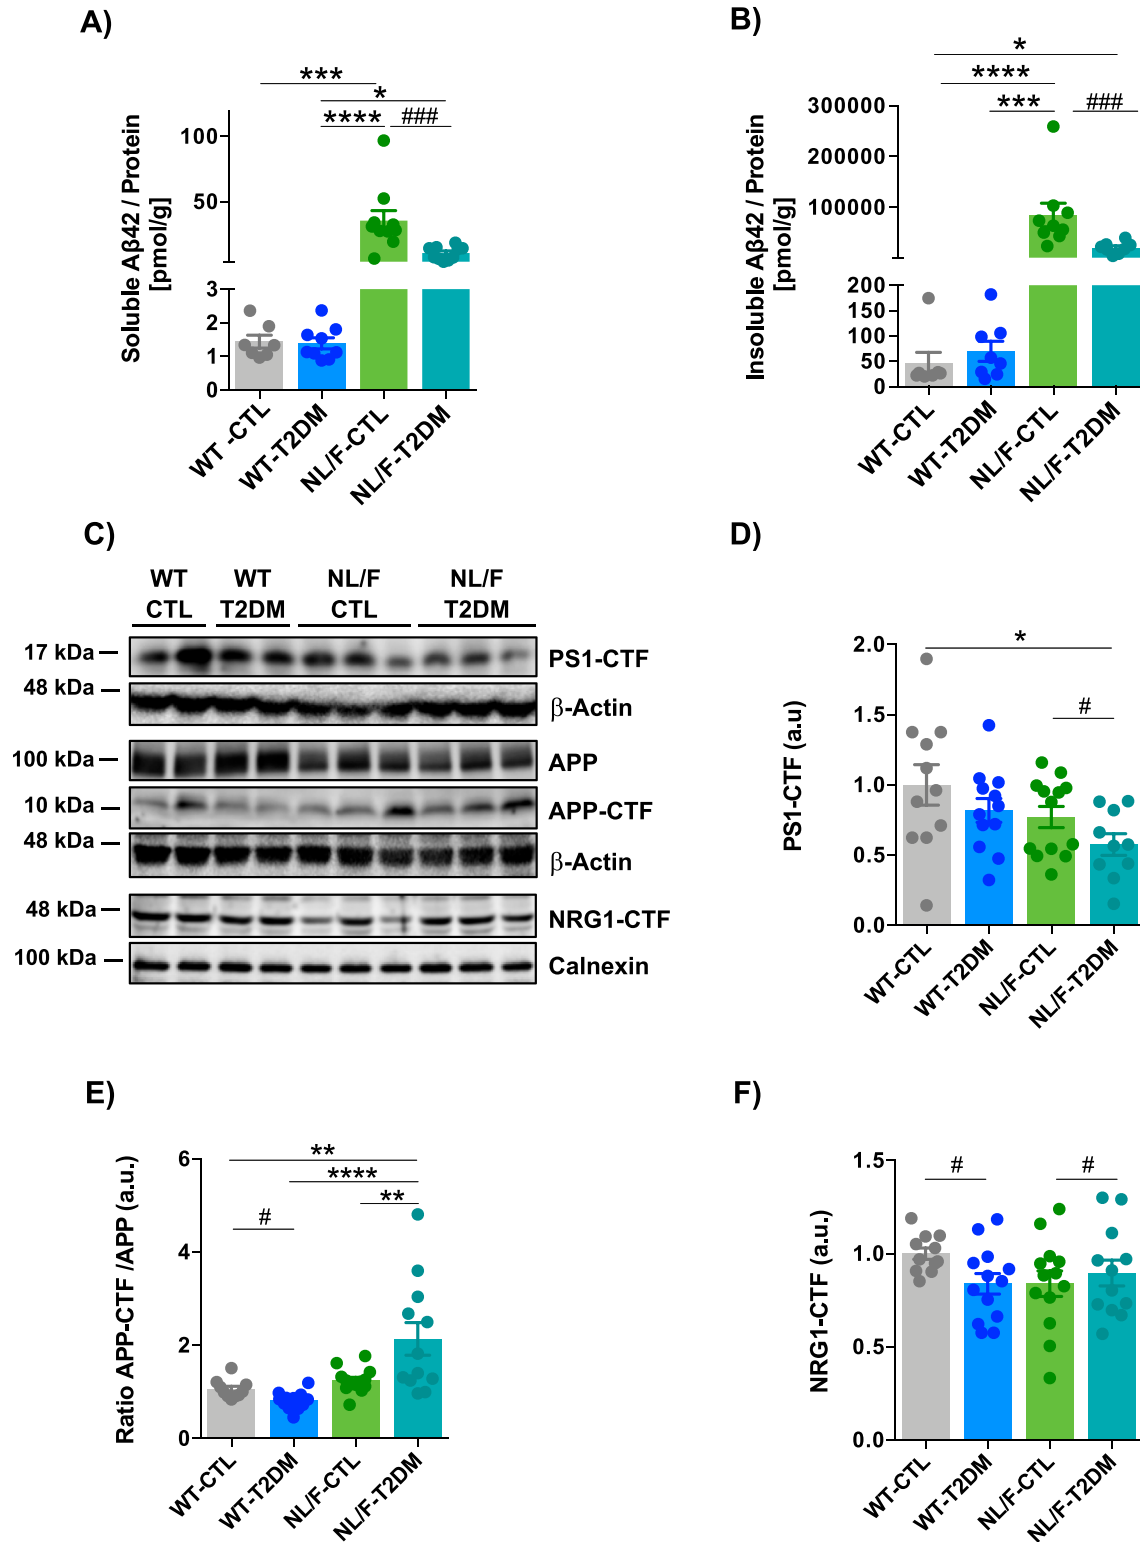 A)
***
*
**** ###
Soluble Aβ42 / Protein
[pmol/g]
100
50
3
2
1
0
WT -CTL
WT-T2DM
NL/F-CTL
NL/F-T2DM
B)
*
****
*** ###
Insoluble Aβ42 / Protein
[pmol/g]
300000
200000
100000
200
150
100
50
0
WT-CTL
WT-T2DM
NL/F-CTL
NL/F-T2DM
C)
WT WT NL/F NL/F
CTL T2DM CTL T2DM
17 kDa PS1-CTF
48 kDa β-Actin
100 kDa APP
10 kDa APP-CTF
48 kDa β-Actin
48 kDa NRG1-CTF
100 kDa Calnexin
D)
*
#
PS1-CTF (a.u)
2.0
1.5
1.0
0.5
0.0
WT-CTL
WT-T2DM
NL/F-CTL
NL/F-T2DM
E)
**
****
**
#
Ratio APP-CTF /APP (a.u.)
6
4
2
0
WT-CTL
WT-T2DM
NL/F-CTL
NL/F-T2DM
F)
# #
NRG1-CTF (a.u.)
1.5
1.0
0.5
0.0
WT-CTL
WT-T2DM
NL/F-CTL
NL/F-T2DM